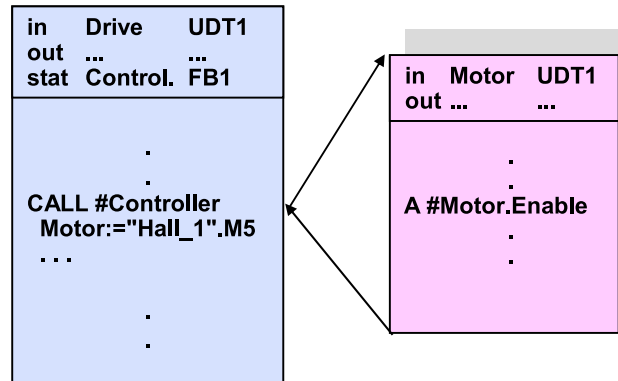 in Drive UDT1
out ... ...
stat Control. FB1
.
.
CALL #Controller
Motor:="Hall_1".M5
. . .
.
.
in Motor UDT1
out ... ...
.
.
A #Motor.Enable
.
.